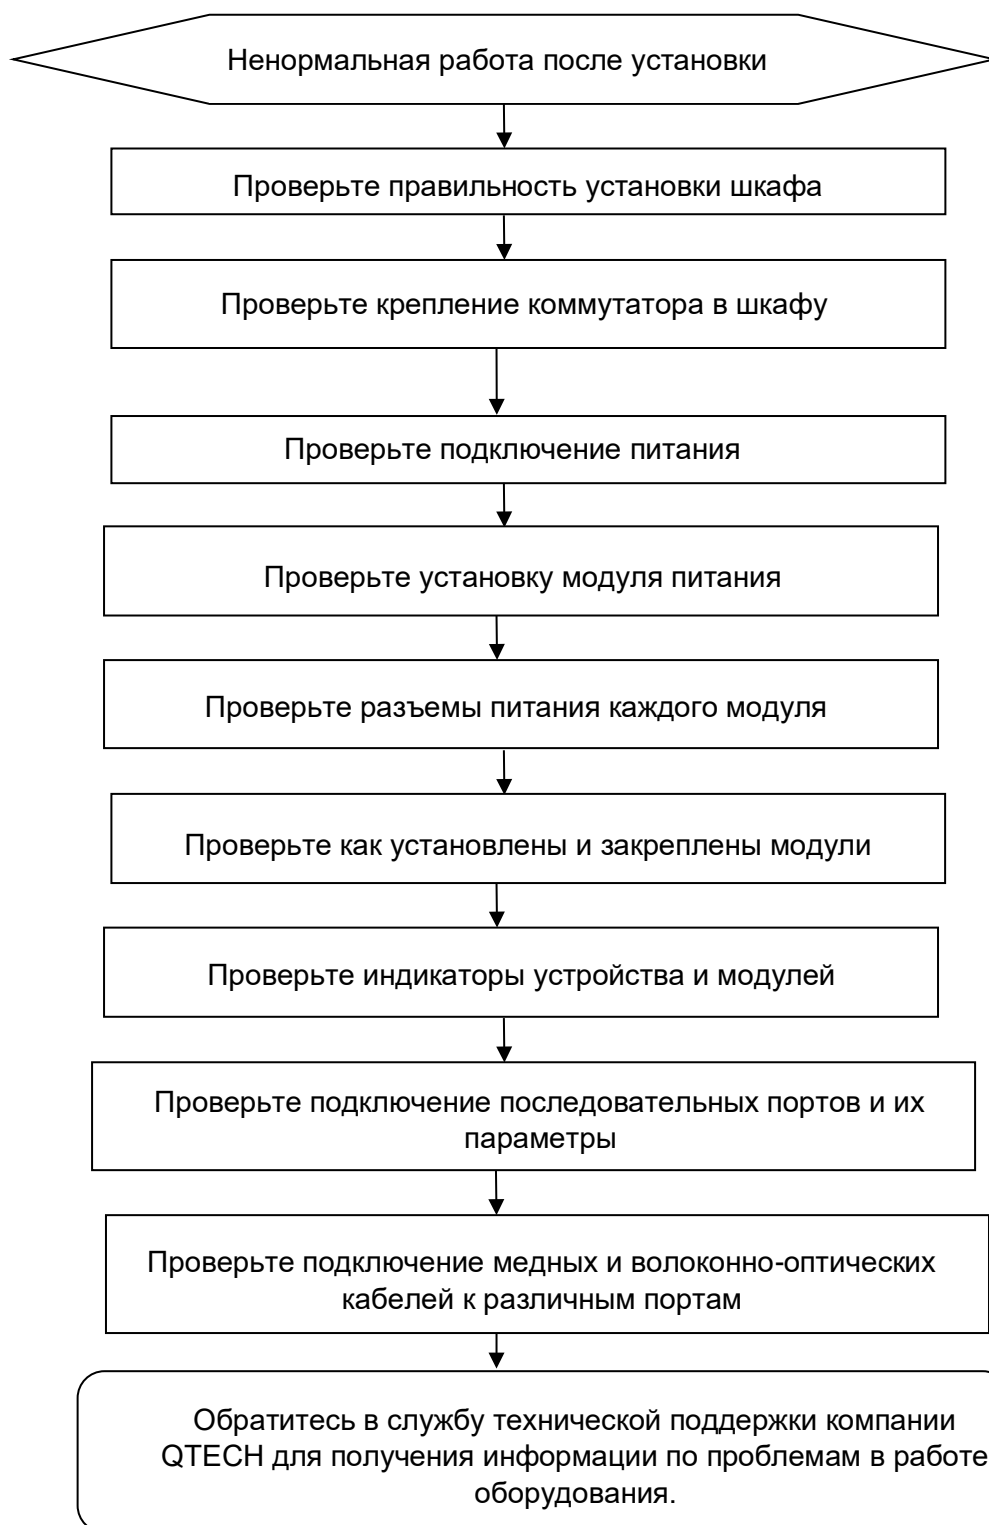 Ненормальная работа после установки
Проверьте правильность установки шкафа
Проверьте крепление коммутатора в шкафу
Проверьте подключение питания
Проверьте установку модуля питания
Проверьте разъемы питания каждого модуля
Проверьте как установлены и закреплены модули
Проверьте индикаторы устройства и модулей
Проверьте подключение последовательных портов и их
параметры
Проверьте подключение медных и волоконно-оптических
кабелей к различным портам
Обратитесь в службу технической поддержки компании
QTECH для получения информации по проблемам в работе
оборудования.